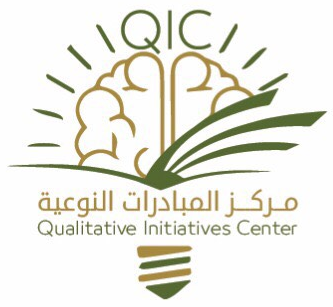 QIC
مركز المبادرات النوعية
Qualitative Initiatives Center